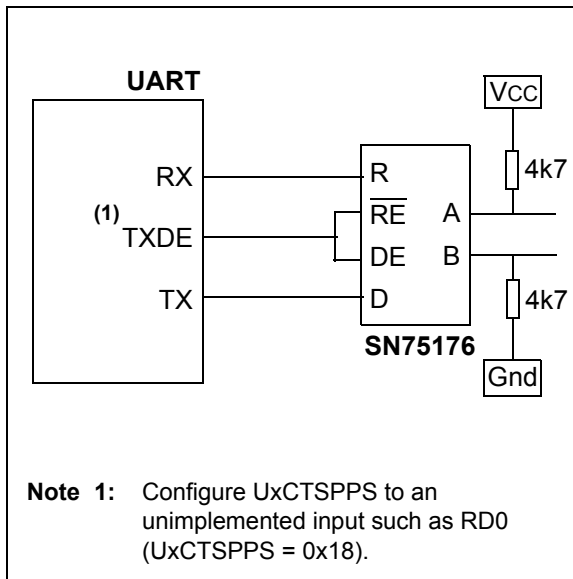 UART
VCC
RX
R
4k7
(1)
TXDE
RE
A
DE
B
TX
D
4k7
SN75176
Gnd
Note 1: Configure UxCTSPPS to an
unimplemented input such as RD0
(UxCTSPPS = 0x18).